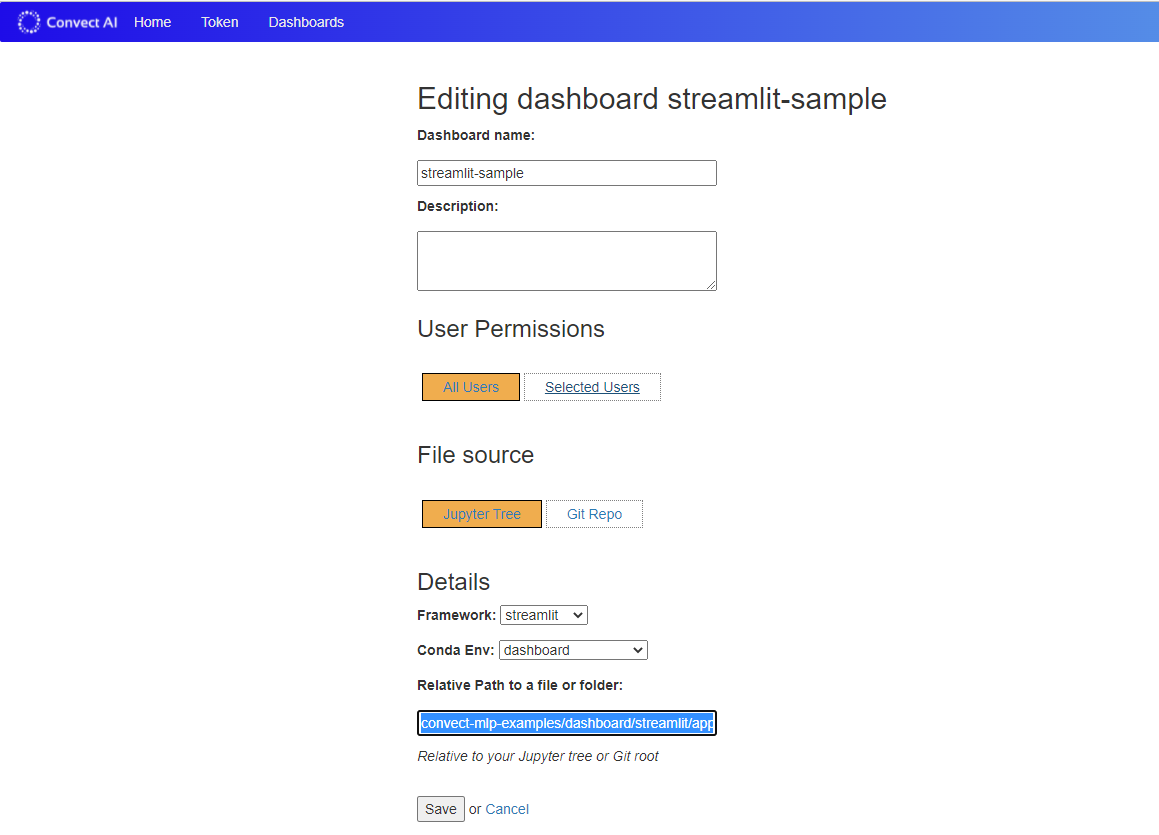 Convect AI Home Token Dashboards
Editing dashboard streamlit-sample
Dashboard name:
streamlit-sample
Description:
User Permissions
All Users Selected Users
File source
Jupyter Tree Git Repo
Details
Framework: streamlit
Conda Env: dashboard
Relative Path to a file or folder:
convect-mlp-examples/dashboard/streamlit/app
Relative to your Jupyter tree or Git root
Save or Cancel